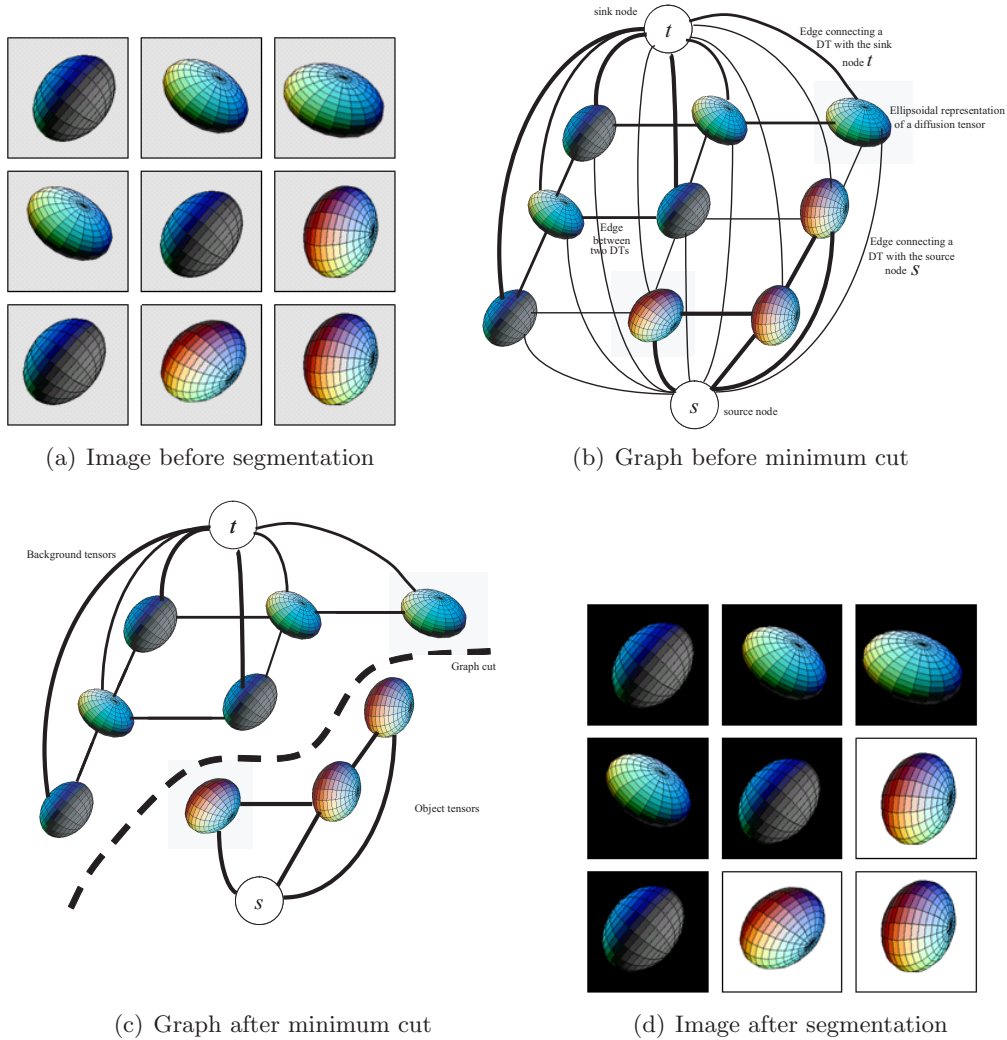 sink node
t
Edge connecting a
DT with the sink
node t
Ellipsoidal representation
of a diffusion tensor
Edge
between
two DTs
Edge connecting a
DT with the source
node S
s
source node
(a) Image before segmentation
(b) Graph before minimum cut
t
Background tensors
Graph cut
Object tensors
s
(c) Graph after minimum cut
(d) Image after segmentation